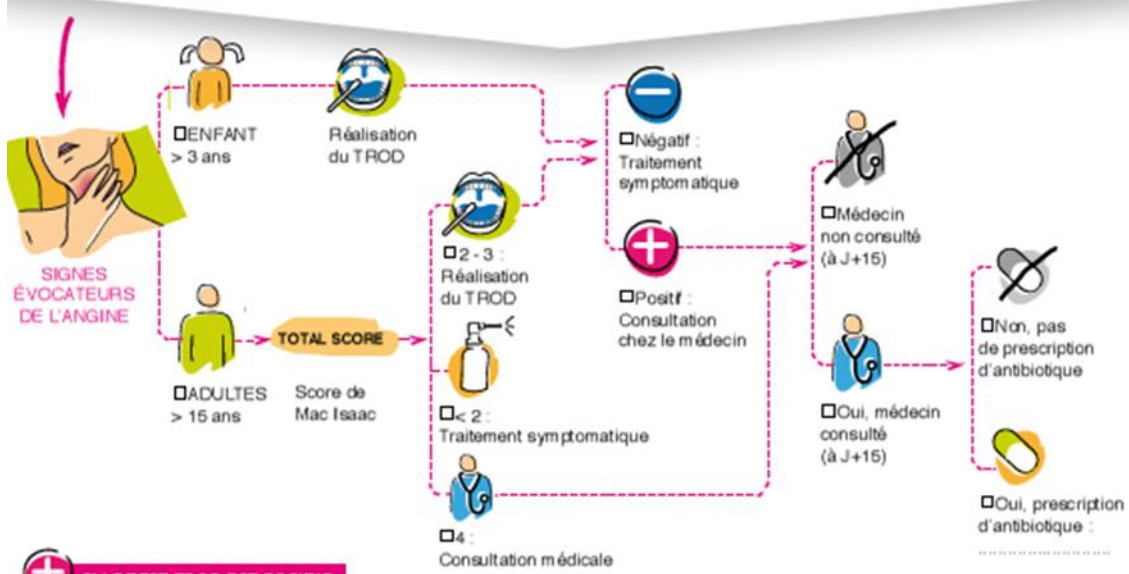 SIGNES
ÉVOCATEURS
DE L'ANGINE
☐ENFANT
> 3 ans
Réalisation
du TROD
☐ADULTES
> 15 ans
TOTAL SCORE
Score de
Mac Isaac
☐2 - 3 :
Réalisation
du TROD
☐< 2 :
Traitement symptomatique
☐4 :
Consultation médicale
☐Négatif :
Traitement
symptomatique
☐Positif :
Consultation
chez le médecin
☐Médecin
non consulté
(à J+15)
☐Oui, médecin
consulté
(à J+15)
☐Non, pas
de prescription
d'antibiotique
☐Oui, prescription
d'antibiotique :
........................